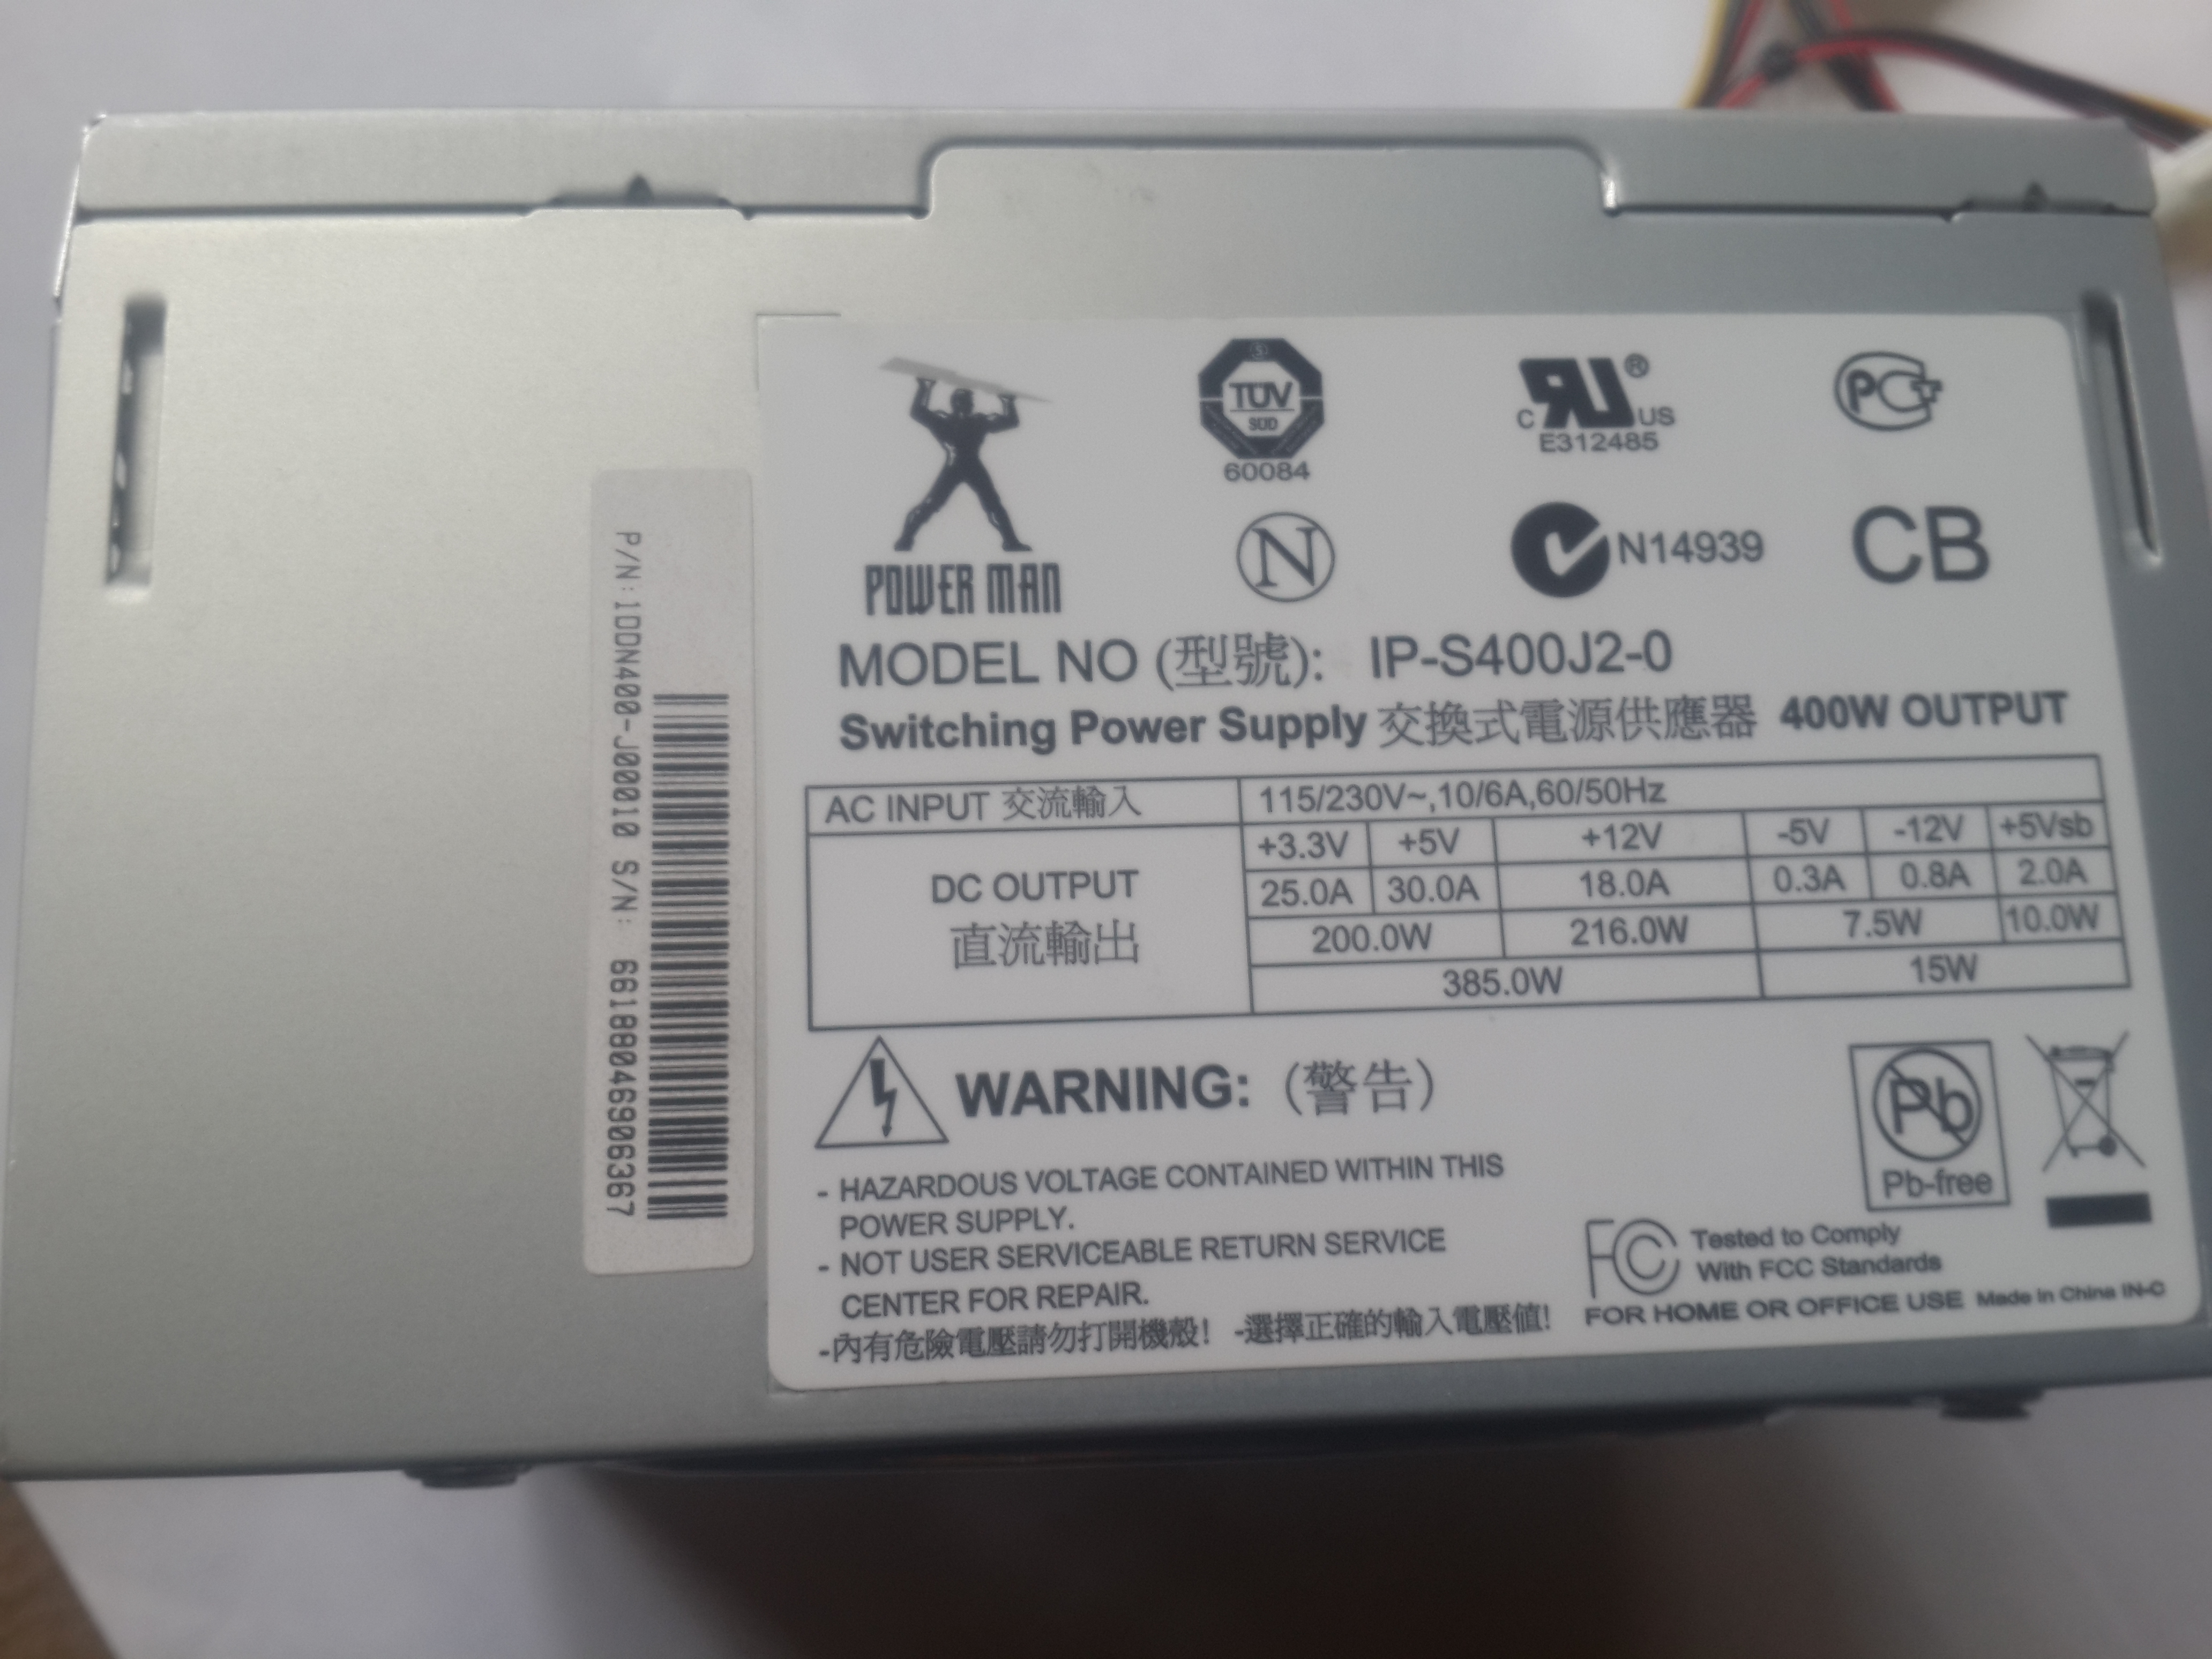 P/N:1DDN400-J00010 S/N: 66188046906367
TÜV
SÜD
60084
C RU ® US
E312485
PCT
POWER MAN
N
N14939
CB
MODEL NO (型號): IP-S400J2-0
Switching Power Supply 交換式電源供應器 400W OUTPUT
AC INPUT 交流輸入 115/230V~,10/6A,60/50Hz
+3.3V +5V +12V -5V -12V +5Vsb
DC OUTPUT 25.0A 30.0A 18.0A 0.3A 0.8A 2.0A
直流輸出 200.0W 216.0W 7.5W 10.0W
385.0W 15W
WARNING: (警告)
Pb
Pb-free
- HAZARDOUS VOLTAGE CONTAINED WITHIN THIS
POWER SUPPLY.
- NOT USER SERVICEABLE RETURN SERVICE
CENTER FOR REPAIR.
FC Tested to Comply
With FCC Standards
FOR HOME OR OFFICE USE Made in China IN-C
-內有危險電壓請勿打開機殼! -選擇正確的輸入電壓值!